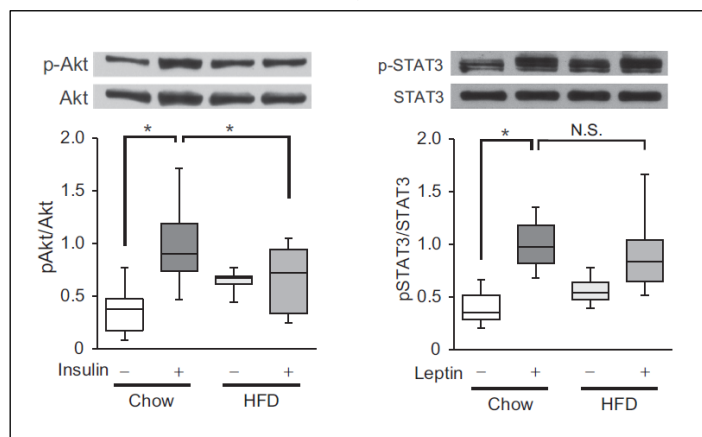 p-Akt
Akt
* *
2.0
1.5
1.0
0.5
0
pAkt/Akt
Insulin − + − +
Chow HFD
p-STAT3
STAT3
* N.S.
2.0
1.5
1.0
0.5
0.0
pSTAT3/STAT3
Leptin − + − +
Chow HFD